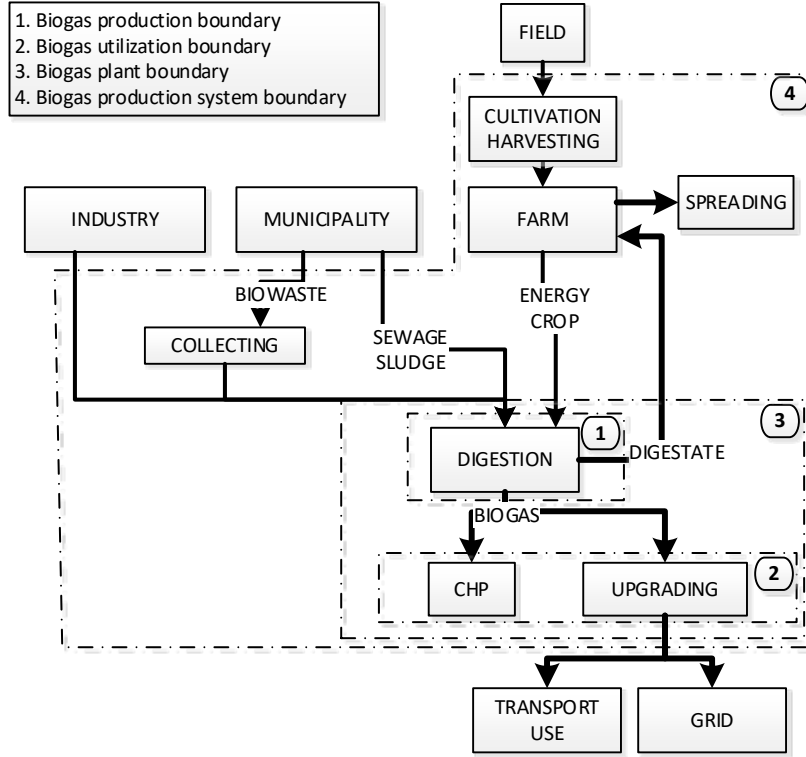 1. Biogas production boundary
2. Biogas utilization boundary
3. Biogas plant boundary
4. Biogas production system boundary
FIELD
4
CULTIVATION
HARVESTING
INDUSTRY
MUNICIPALITY
FARM
SPREADING
BIOWASTE
ENERGY
CROP
COLLECTING
SEWAGE
SLUDGE
3
1
DIGESTION
DIGESTATE
BIOGAS
2
CHP
UPGRADING
TRANSPORT
USE
GRID